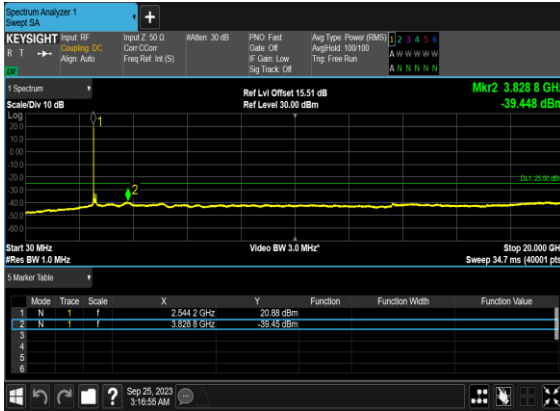 Spectrum Analyzer 1
Swept SA
+
KEYSIGHT Input: RF Input Z: 50 Ω #Atten: 30 dB PNO: Fast Avg Type: Power (RMS) 1 2 3 4 5 6
R T Coupling: DC Corr CCorr Gate: Off Avg|Hold: 100/100 A W W W W W
Align: Auto Freq Ref: Int (S) IF Gain: Low Trig: Free Run
Sig Track: Off A N N N N N
1 Spectrum Ref Lvl Offset 15.51 dB Mkr2 3.828 8 GHz
Scale/Div 10 dB Ref Level 30.00 dBm -39.448 dBm
Log
1
20.0
10.0
0.00
-10.0
-20.0
DL1 -25.00 dBm
-30.0
2
-40.0
-50.0
-60.0
Start 30 MHz Video BW 3.0 MHz* Stop 20.000 GH
#Res BW 1.0 MHz Sweep 34.7 ms (40001 pts
5 Marker Table
Mode Trace Scale X Y Function Function Width Function Value
1 N 1 f 2.544 2 GHz 20.88 dBm
2 N 1 f 3.828 8 GHz -39.45 dBm
3
4
5
6
? Sep 25, 2023
3:16:55 AM